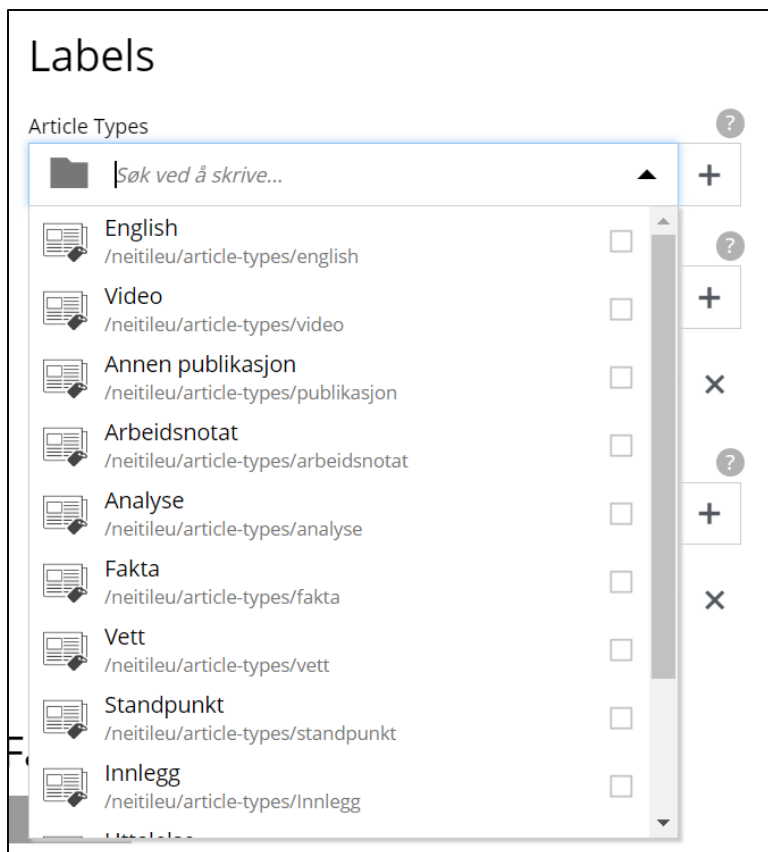 Labels
Article Types
?
Søk ved å skrive...
+
English
/neitileu/article-types/english
?
Video
/neitileu/article-types/video
+
Annen publikasjon
/neitileu/article-types/publikasjon
×
Arbeidsnotat
/neitileu/article-types/arbeidsnotat
?
Analyse
/neitileu/article-types/analyse
+
Fakta
/neitileu/article-types/fakta
×
Vett
/neitileu/article-types/vett
Standpunkt
/neitileu/article-types/standpunkt
Innlegg
/neitileu/article-types/Innlegg